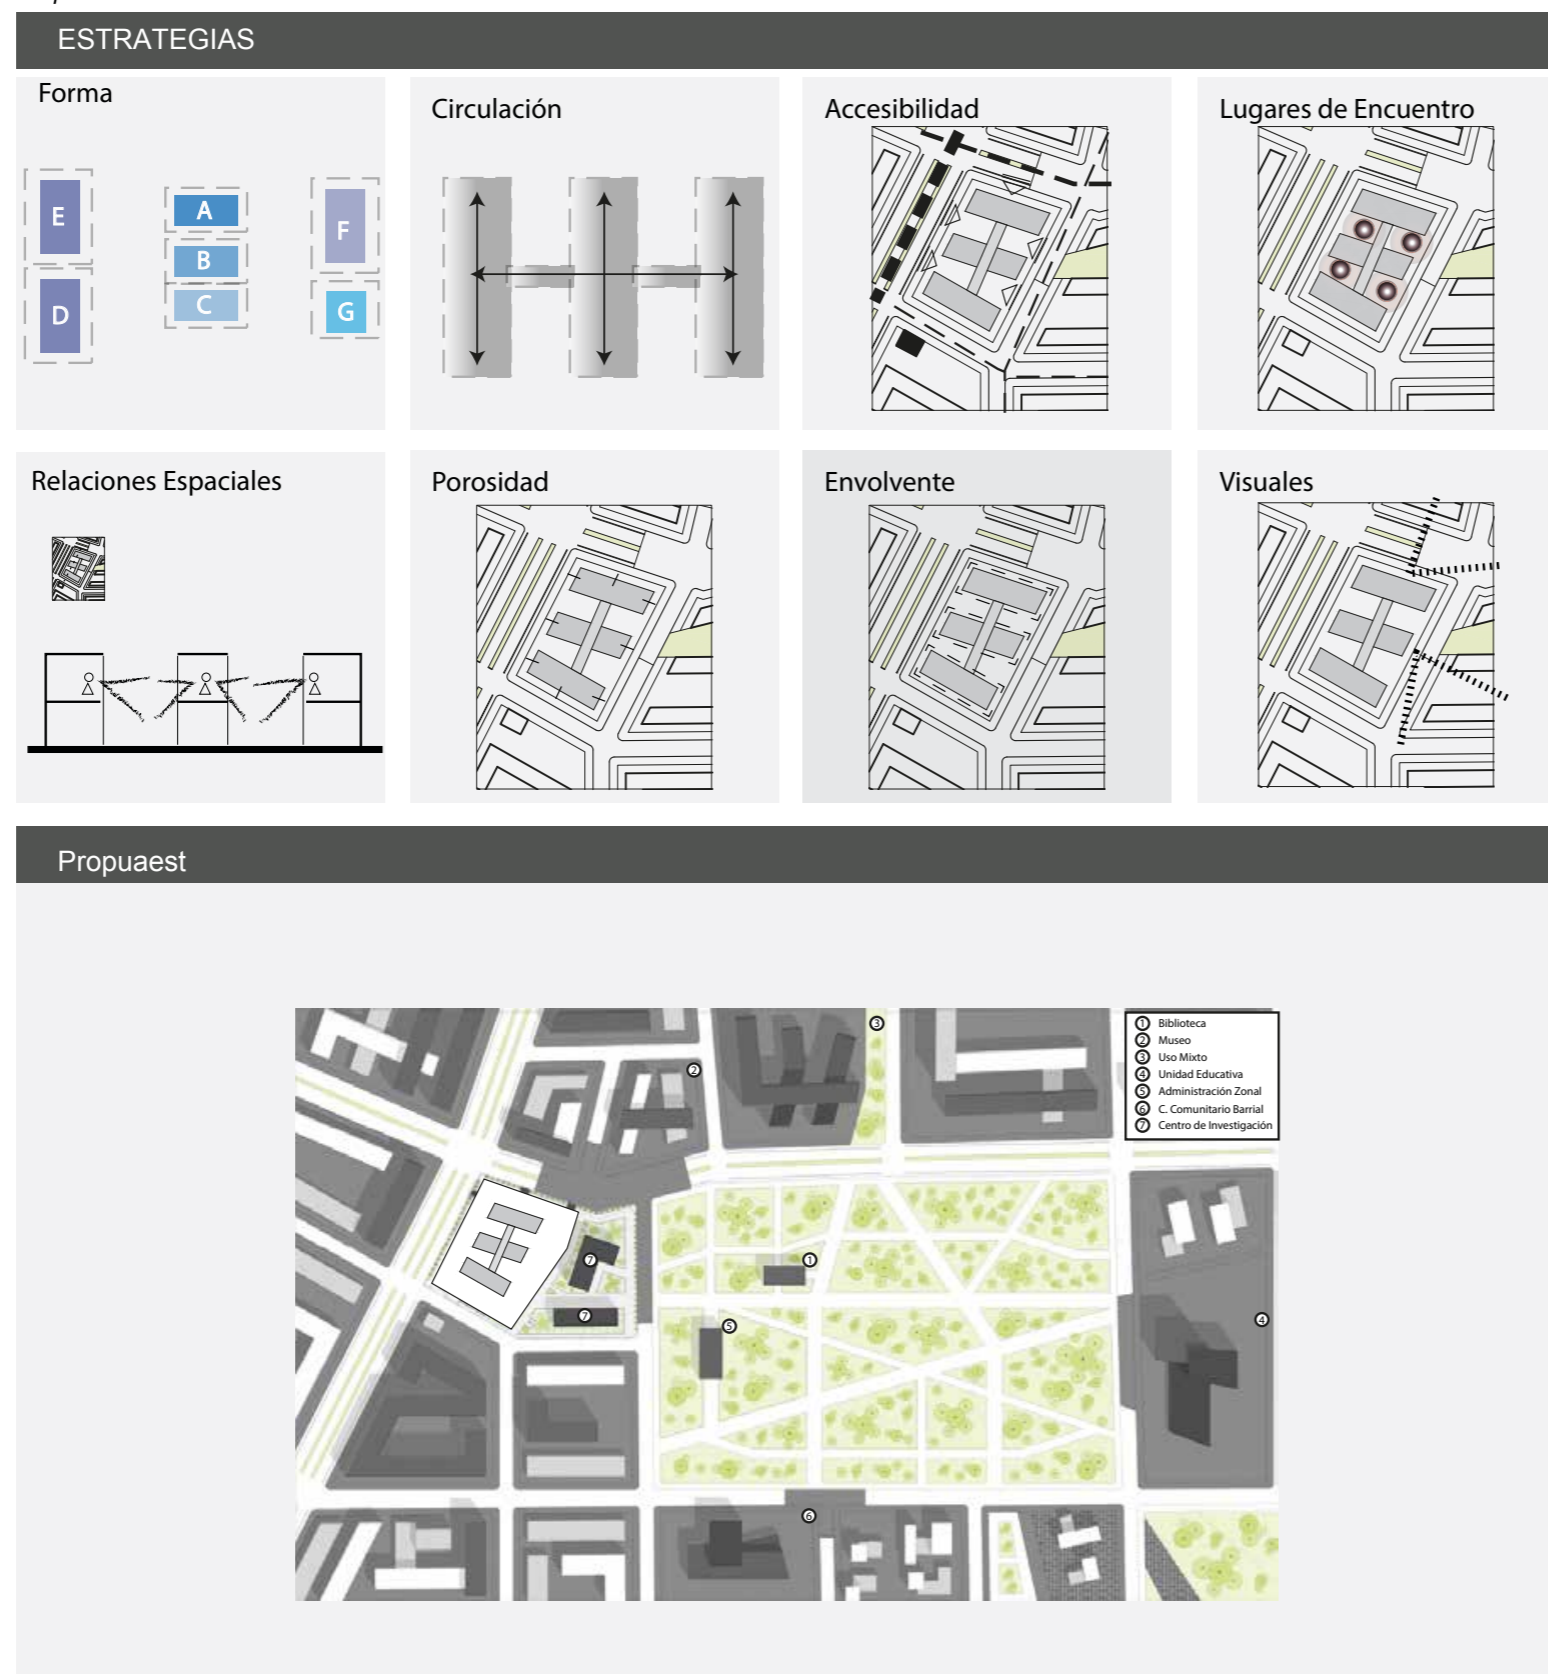 ESTRATEGIAS
Forma
E
D
A
B
C
F
G
Circulación
Accesibilidad
Lugares de Encuentro
Relaciones Espaciales
Porosidad
Envolvente
Visuales
Propuaest
1 Biblioteca
2 Museo
3 Uso Mixto
4 Unidad Educativa
5 Administración Zonal
6 C. Comunitario Barrial
7 Centro de Investigación
3
2
7
1
7
5
4
6